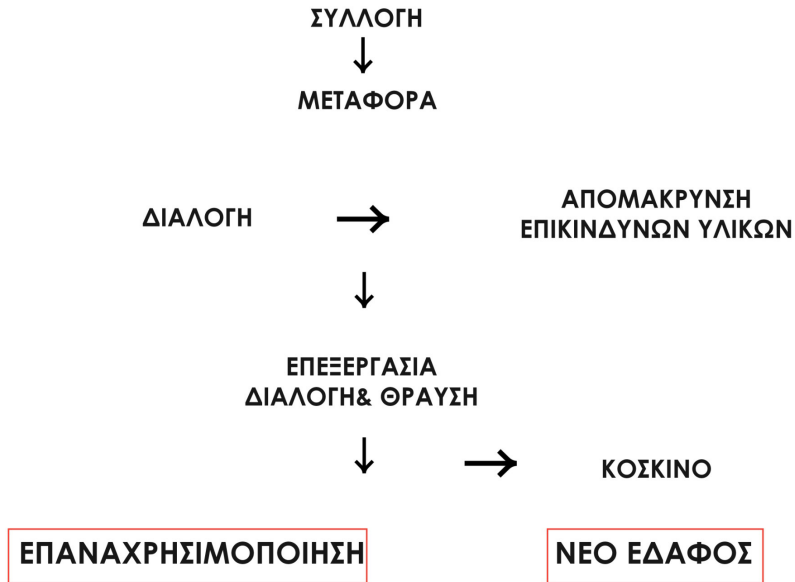 ΣΥΛΛΟΓΗ
ΜΕΤΑΦΟΡΑ
ΔΙΑΛΟΓΗ
ΑΠΟΜΑΚΡΥΝΣΗ
ΕΠΙΚΙΝΔΥΝΩΝ ΥΛΙΚΩΝ
ΕΠΕΞΕΡΓΑΣΙΑ
ΔΙΑΛΟΓΗ& ΘΡΑΥΣΗ
ΚΟΣΚΙΝΟ
ΕΠΑΝΑΧΡΗΣΙΜΟΠΟΙΗΣΗ
ΝΕΟ ΕΔΑΦΟΣ